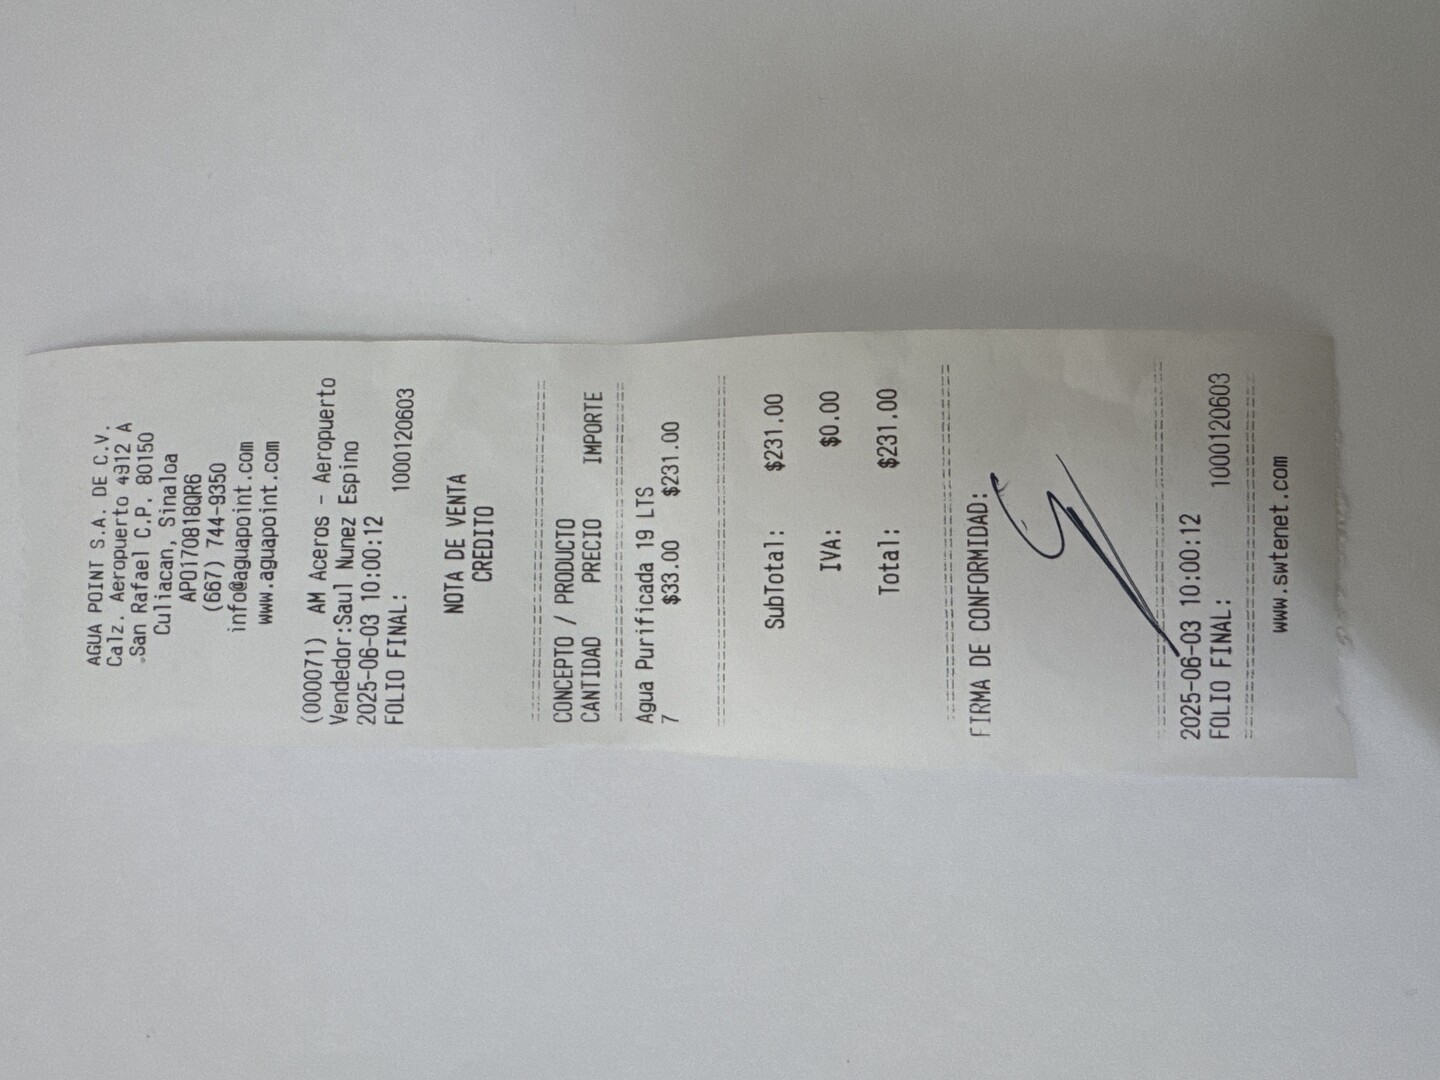 AGUA POINT S.A. DE C.V.
Calz. Aeropuerto 4912 A
San Rafael C.P. 80150
Culiacan, Sinaloa
APO170818QR6
(667) 744-9350
info@aguapoint.com
www.aguapoint.com
(000071) AM Aceros - Aeropuerto
Vendedor:Saul Nunez Espino
2025-06-03 10:00:12
FOLIO FINAL: 1000120603
NOTA DE VENTA
CREDITO
CONCEPTO / PRODUCTO
CANTIDAD PRECIO IMPORTE
Agua Purificada 19 LTS
7 $33.00 $231.00
SubTotal: $231.00
IVA: $0.00
Total: $231.00
FIRMA DE CONFORMIDAD:
2025-06-03 10:00:12
FOLIO FINAL: 1000120603
www.swtenet.com